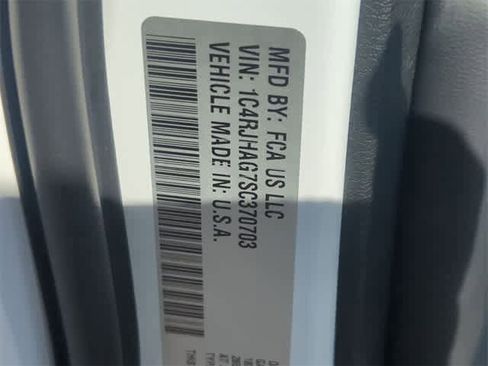 MFD BY: FCA US LLC
VIN: 1C4RJHAG7SC370703
VEHICLE MADE IN: U.S.A.